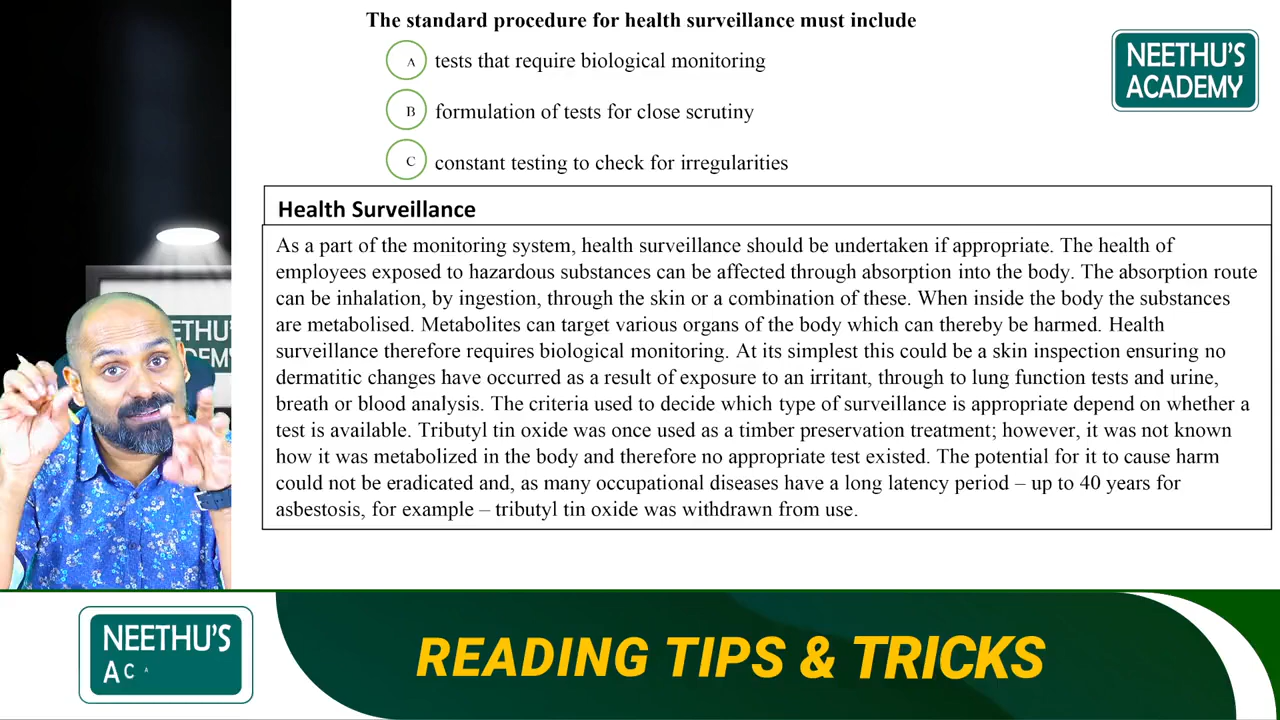 The standard procedure for health surveillance must include
A tests that require biological monitoring
B formulation of tests for close scrutiny
C constant testing to check for irregularities
NEETHU'S
ACADEMY
Health Surveillance
As a part of the monitoring system, health surveillance should be undertaken if appropriate. The health of
employees exposed to hazardous substances can be affected through absorption into the body. The absorption route
can be inhalation, by ingestion, through the skin or a combination of these. When inside the body the substances
are metabolised. Metabolites can target various organs of the body which can thereby be harmed. Health
surveillance therefore requires biological monitoring. At its simplest this could be a skin inspection ensuring no
dermatitic changes have occurred as a result of exposure to an irritant, through to lung function tests and urine,
breath or blood analysis. The criteria used to decide which type of surveillance is appropriate depend on whether a
test is available. Tributyl tin oxide was once used as a timber preservation treatment; however, it was not known
how it was metabolized in the body and therefore no appropriate test existed. The potential for it to cause harm
could not be eradicated and, as many occupational diseases have a long latency period – up to 40 years for
asbestosis, for example – tributyl tin oxide was withdrawn from use.
ETHU'
DEM
NEETHU'S
AC A
READING TIPS & TRICKS